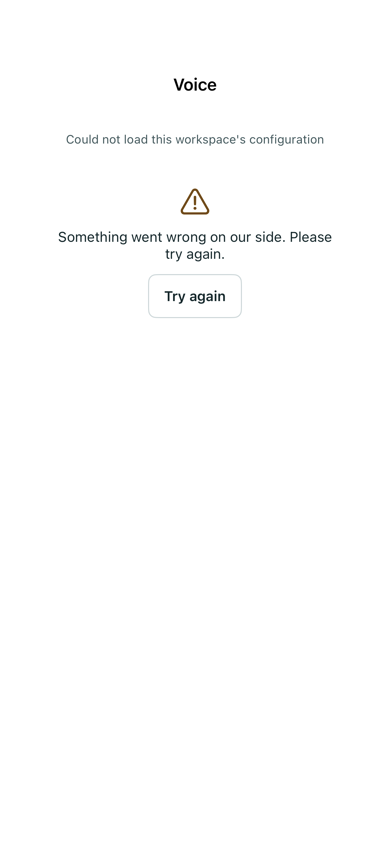 Voice
Could not load this workspace's configuration
Something went wrong on our side. Please
try again.
Try again